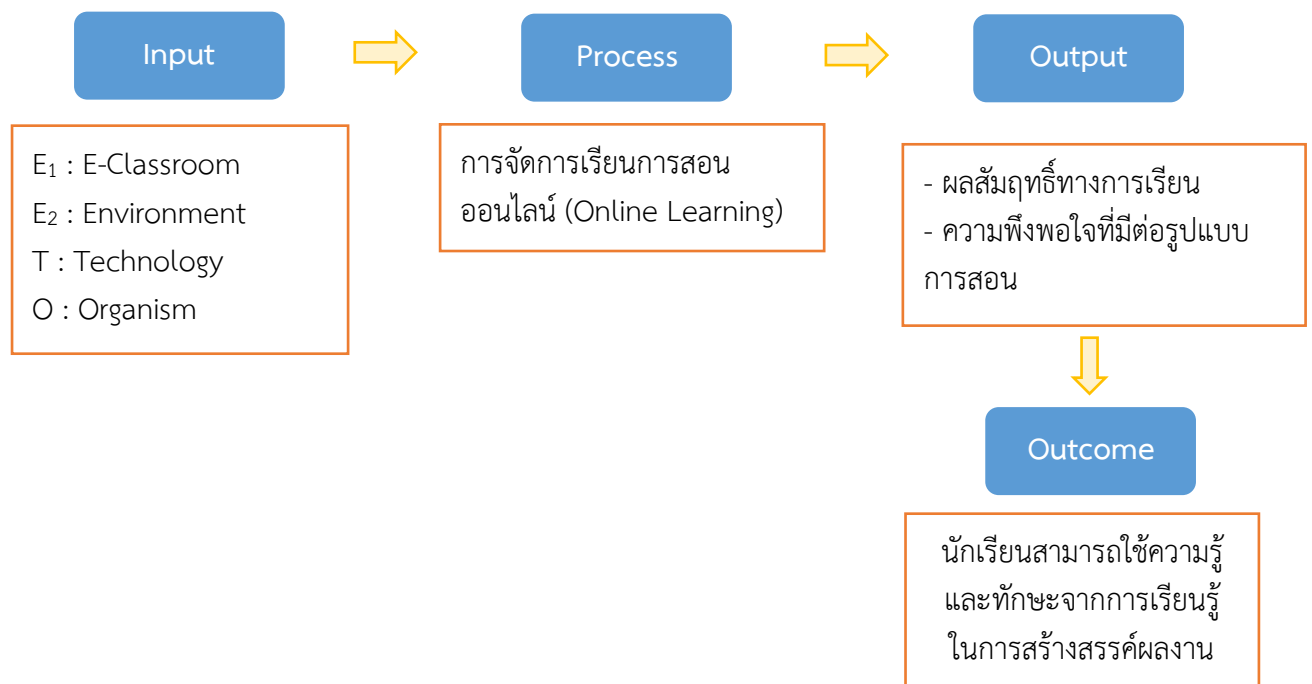 Input
Process
Output
E₁ : E-Classroom
E₂ : Environment
T : Technology
O : Organism
การจัดการเรียนการสอน
ออนไลน์ (Online Learning)
- ผลสัมฤทธิ์ทางการเรียน
- ความพึงพอใจที่มีต่อรูปแบบ
การสอน
Outcome
นักเรียนสามารถใช้ความรู้
และทักษะจากการเรียนรู้
ในการสร้างสรรค์ผลงาน